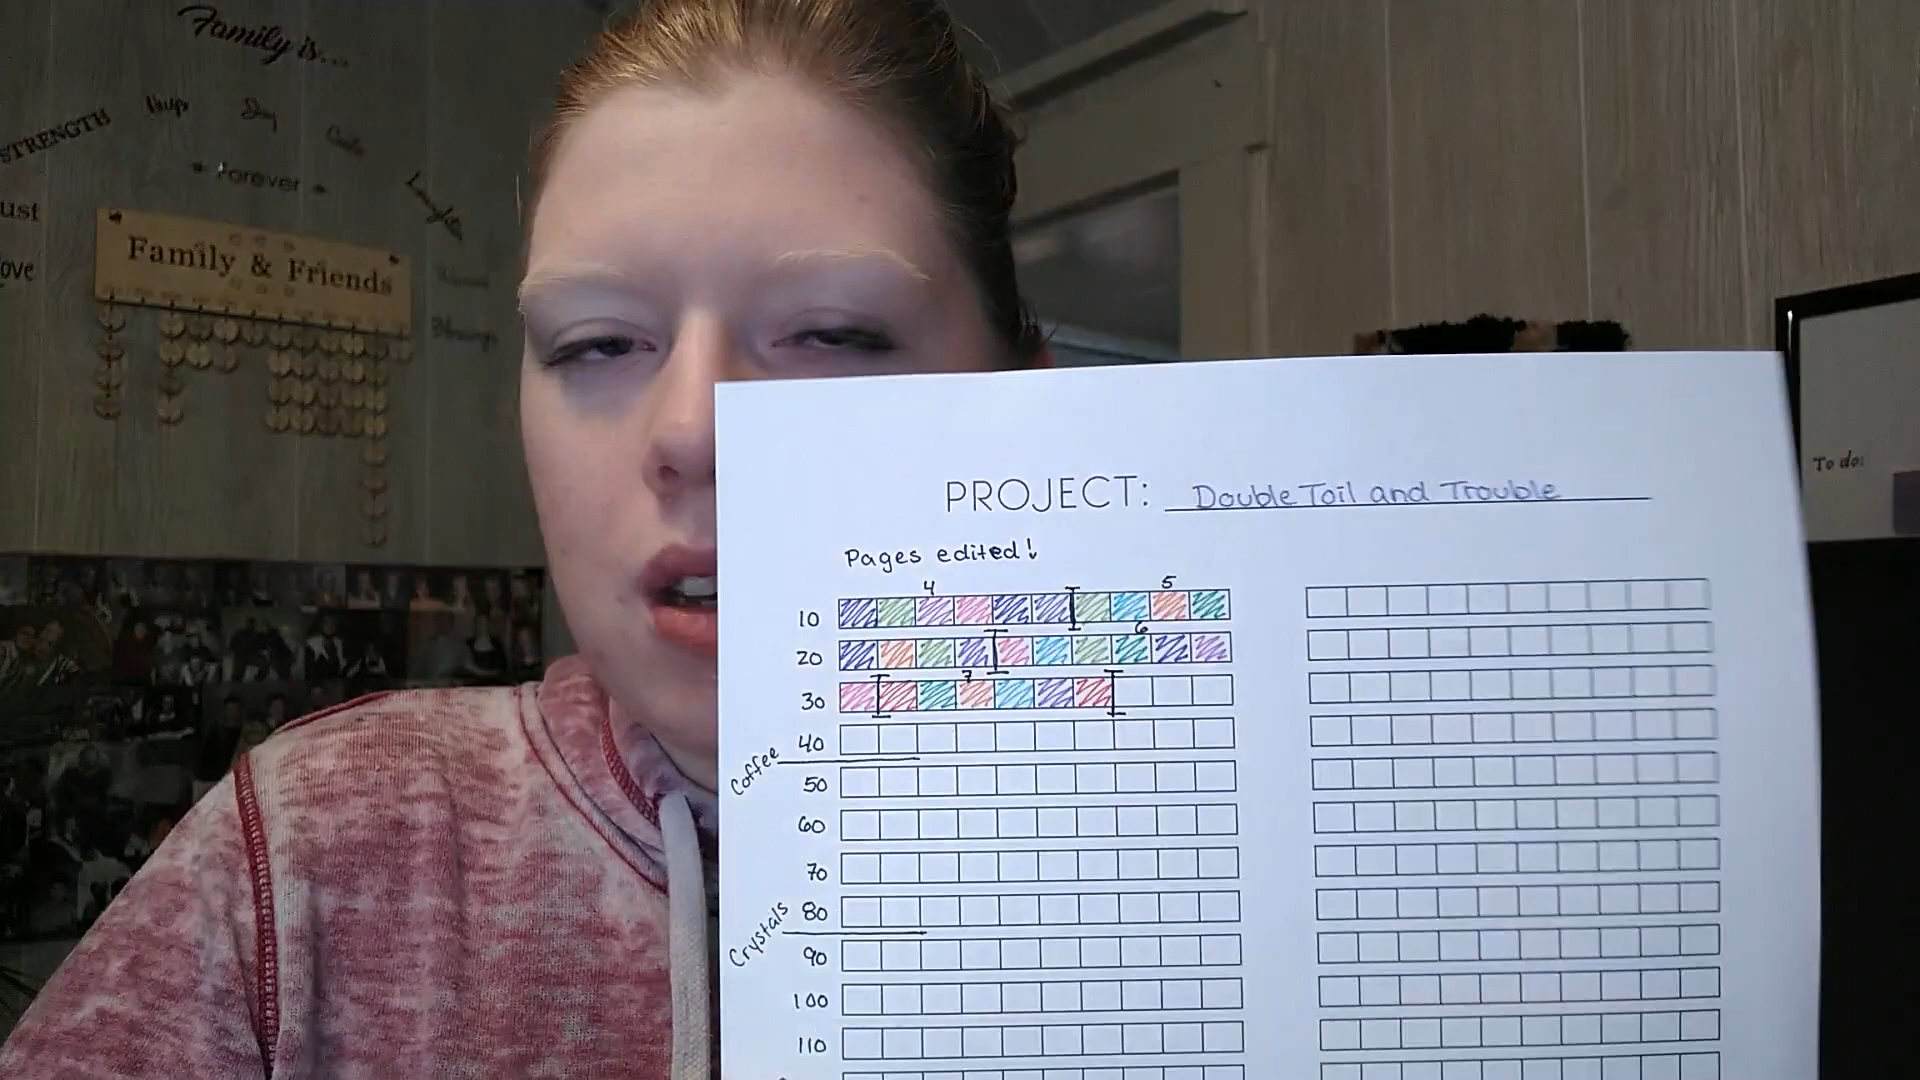 Family is...
STRENGTH
Forever
ust
ove
Family & Friends
To do:
PROJECT: Double Toil and Trouble
Pages edited!
4 5
10
6
20
7
30
40
Coffee
50
60
70
80
Crystals
90
100
110